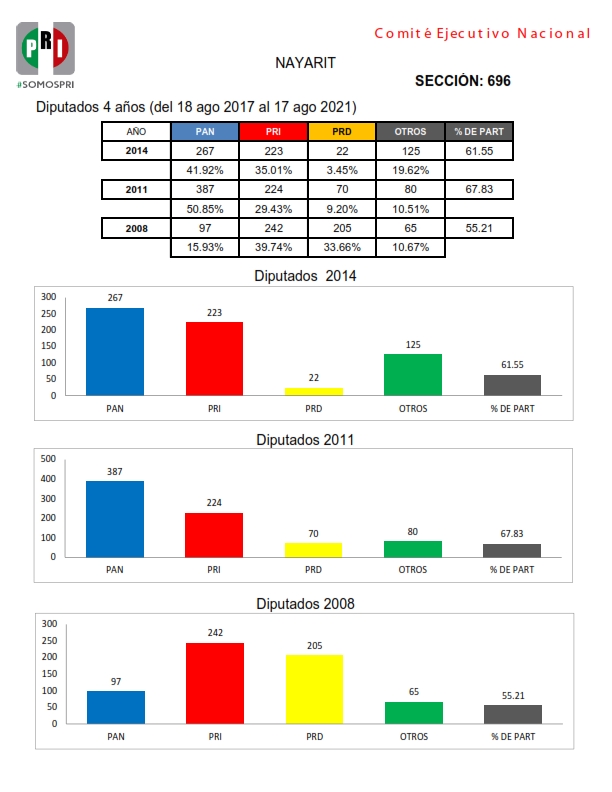 Comité Ejecutivo Nacional
PRI
#SOMOSPRI
NAYARIT
SECCIÓN: 696
Diputados 4 años (del 18 ago 2017 al 17 ago 2021)
AÑO PAN PRI PRD OTROS % DE PART
2014 267 223 22 125 61.55
41.92% 35.01% 3.45% 19.62%
2011 387 224 70 80 67.83
50.85% 29.43% 9.20% 10.51%
2008 97 242 205 65 55.21
15.93% 39.74% 33.66% 10.67%
Diputados 2014
300
250
200
150
100
50
0
267
223
22
125
61.55
PAN PRI PRD OTROS % DE PART
Diputados 2011
500
400
300
200
100
0
387
224
70
80
67.83
PAN PRI PRD OTROS % DE PART
Diputados 2008
300
250
200
150
100
50
0
97
242
205
65
55.21
PAN PRI PRD OTROS % DE PART